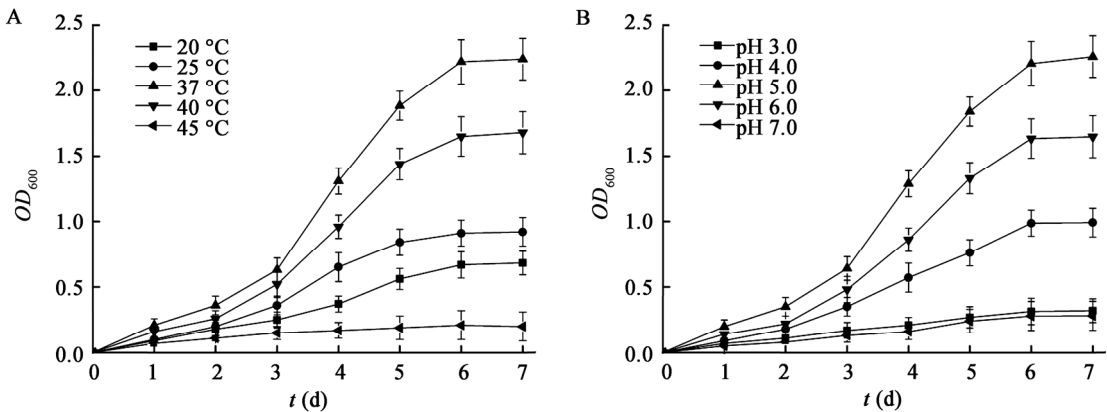 A
2.5
2.0
1.5
1.0
0.5
0.0
OD600
20 °C
25 °C
37 °C
40 °C
45 °C
0 1 2 3 4 5 6 7
t (d)
B
2.5
2.0
1.5
1.0
0.5
0.0
OD600
pH 3.0
pH 4.0
pH 5.0
pH 6.0
pH 7.0
0 1 2 3 4 5 6 7
t (d)